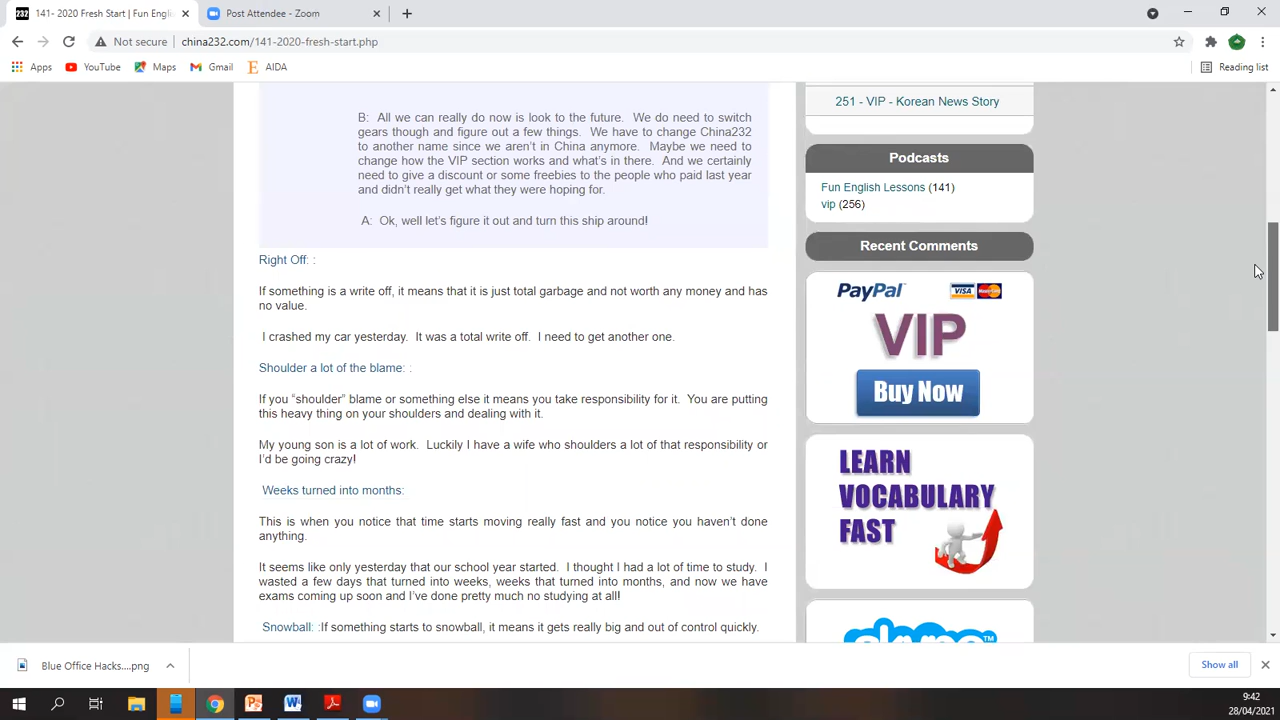 232
141- 2020 Fresh Start | Fun Engli
Post Attendee - Zoom
Not secure
china232.com/141-2020-fresh-start.php
Apps
YouTube
Maps
Gmail
E AIDA
Reading list
B: All we can really do now is look to the future. We do need to switch
gears though and figure out a few things. We have to change China232
to another name since we aren't in China anymore. Maybe we need to
change how the VIP section works and what's in there. And we certainly
need to give a discount or some freebies to the people who paid last year
and didn't really get what they were hoping for.
A: Ok, well let's figure it out and turn this ship around!
Right Off: :
If something is a write off, it means that it is just total garbage and not worth any money and has
no value.
I crashed my car yesterday. It was a total write off. I need to get another one.
Shoulder a lot of the blame: :
If you “shoulder” blame or something else it means you take responsibility for it. You are putting
this heavy thing on your shoulders and dealing with it.
My young son is a lot of work. Luckily I have a wife who shoulders a lot of that responsibility or
I'd be going crazy!
Weeks turned into months:
This is when you notice that time starts moving really fast and you notice you haven't done
anything.
It seems like only yesterday that our school year started. I thought I had a lot of time to study. I
wasted a few days that turned into weeks, weeks that turned into months, and now we have
exams coming up soon and I've done pretty much no studying at all!
Snowball: :If something starts to snowball, it means it gets really big and out of control quickly.
251 - VIP - Korean News Story
Podcasts
Fun English Lessons (141)
vip (256)
Recent Comments
PayPal VISA MasterCard
VIP
Buy Now
LEARN
VOCABULARY
FAST
skype™
Blue Office Hacks....png
Show all
9:42
28/04/2021